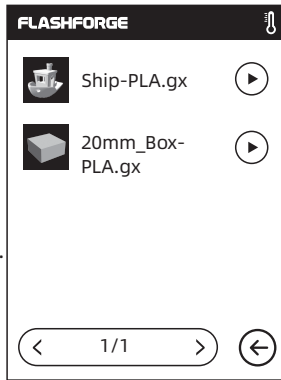 FLASHFORGE
Ship-PLA.gx
20mm_Box-
PLA.gx
1/1